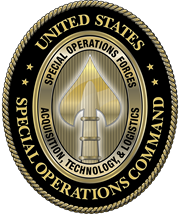 UNITED STATES
SPECIAL OPERATIONS COMMAND
SPECIAL OPERATIONS FORCES
ACQUISITION, TECHNOLOGY, & LOGISTICS